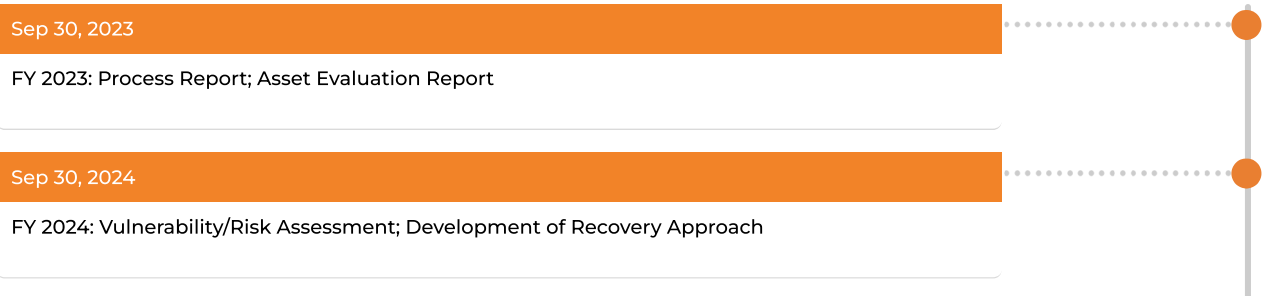 Sep 30, 2023
FY 2023: Process Report; Asset Evaluation Report
Sep 30, 2024
FY 2024: Vulnerability/Risk Assessment; Development of Recovery Approach